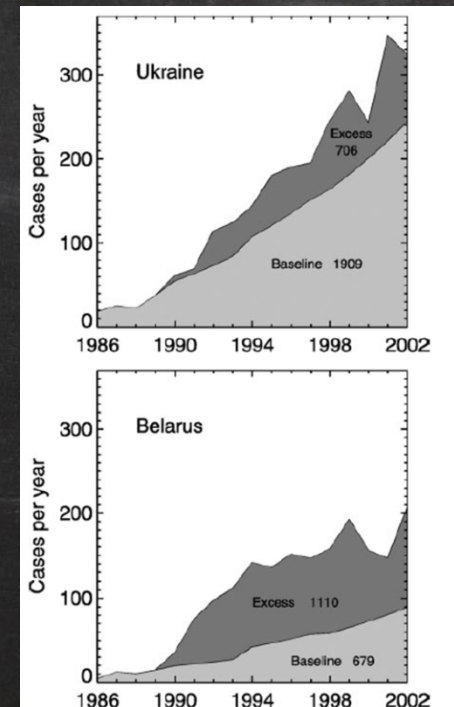 Ukraine
Cases per year
300
200
100
0
Excess
706
Baseline 1909
1986 1990 1994 1998 2002
Belarus
Cases per year
300
200
100
0
Excess 1110
Baseline 679
1986 1990 1994 1998 2002